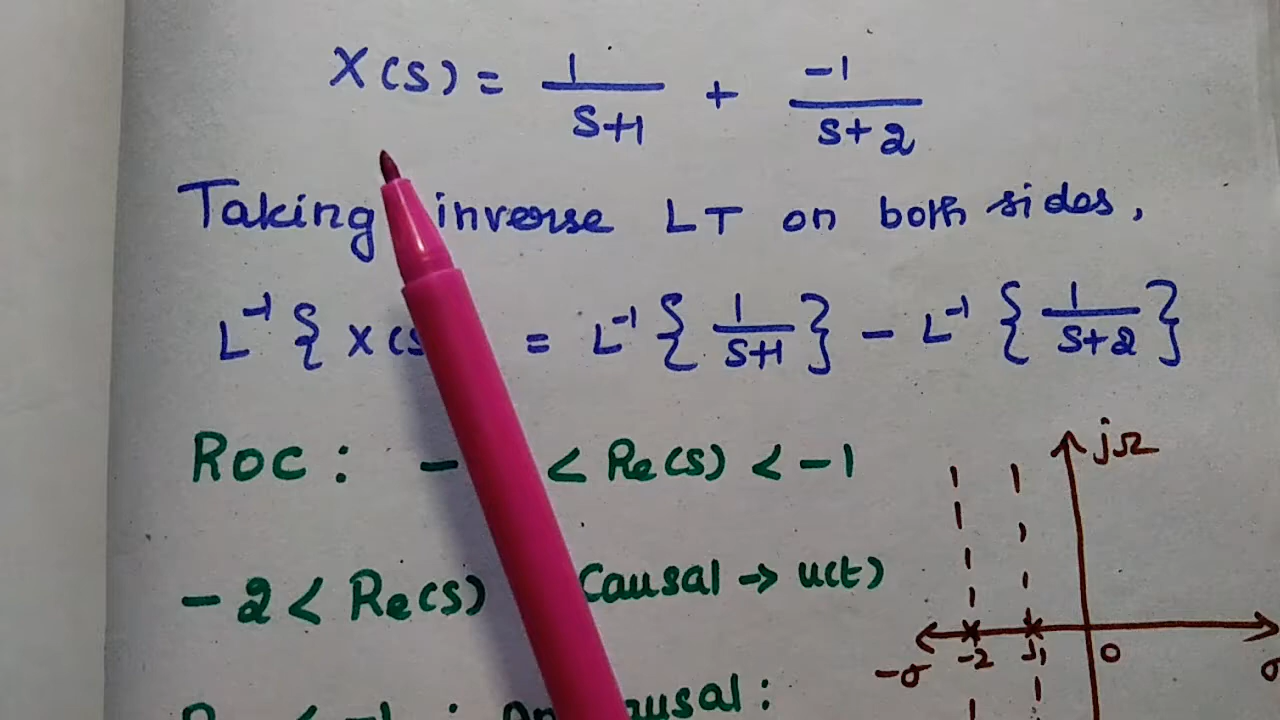 X(S) = 1/S+1 + -1/S+2
Taking inverse LT on both sides,
L⁻¹ { X(S = L⁻¹ { 1/S+1 } - L⁻¹ { 1/S+2 }
ROC : - < Re(s) < -1
-2 < Re(s) Causal → u(t)
< -1 :
jΩ
-σ -2 -1 0 σ